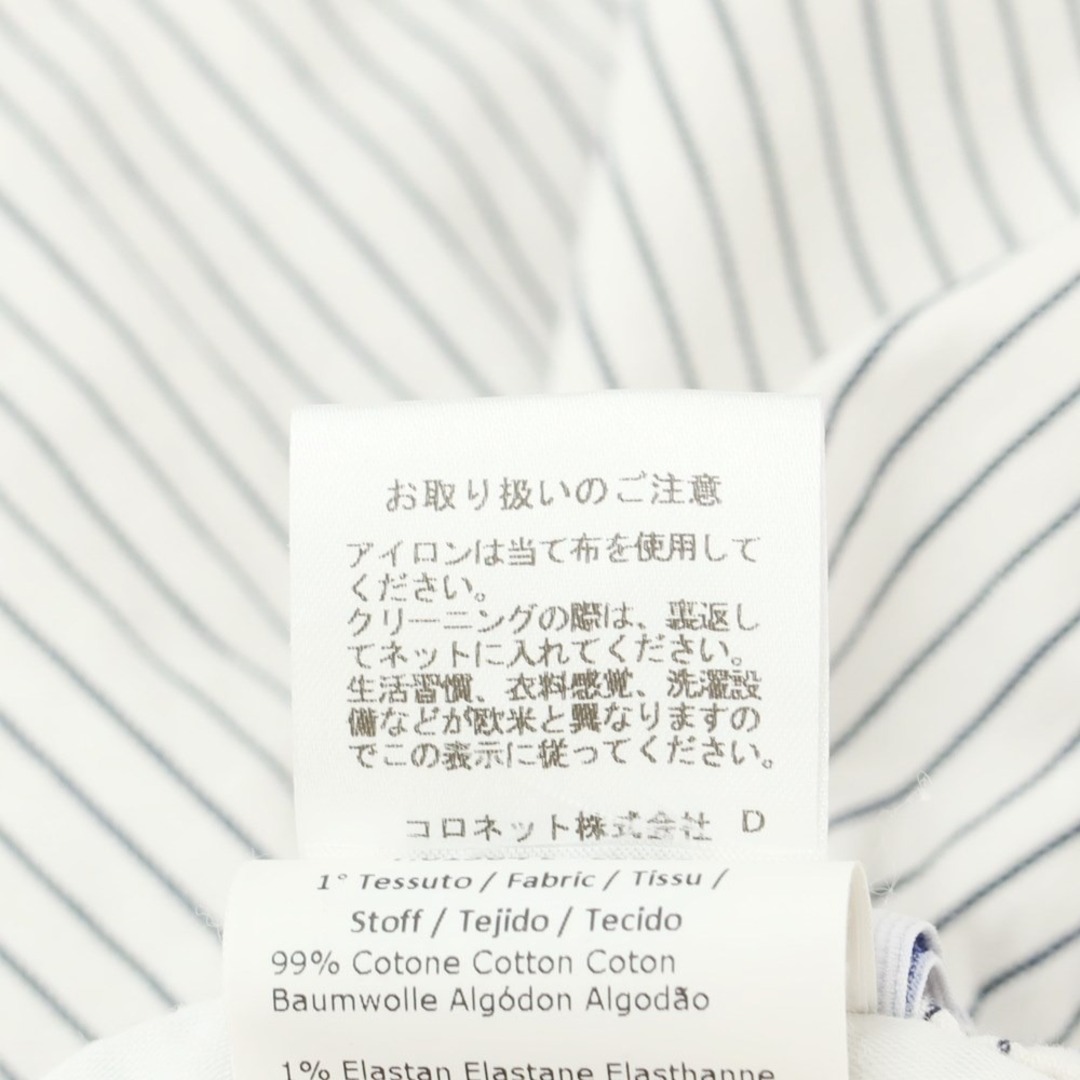 お取り扱いのご注意
アイロンは当て布を使用して
ください。
クリーニングの際は、裏返し
てネットに入れてください。
生活習慣、衣料感覚、洗濯設
備などが欧米と異なりますの
でこの表示に従ってください。
コロネット株式会社 D
1° Tessuto / Fabric / Tissu /
Stoff / Tejido / Tecido
99% Cotone Cotton Coton
Baumwolle Algódon Algodão
1% Elastan Elastane Elasthanne